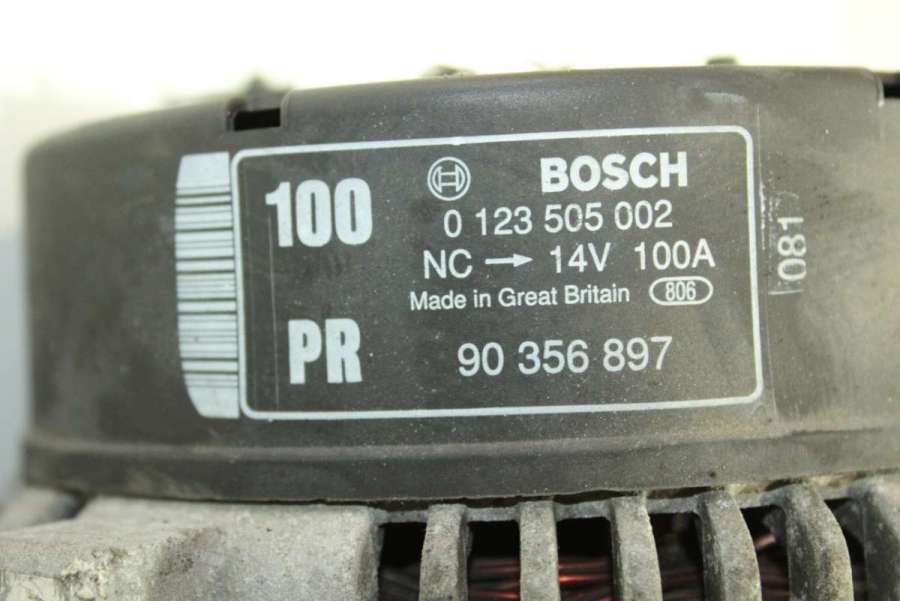 100
BOSCH
0 123 505 002
NC → 14V 100A
Made in Great Britain 806
PR
90 356 897
081